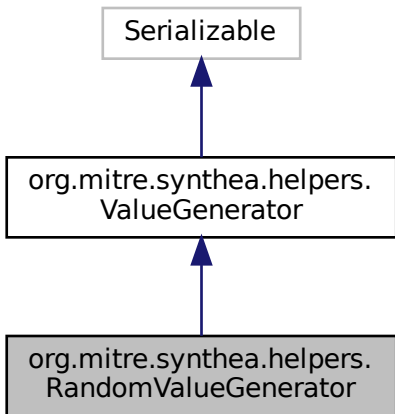 Serializable
org.mitre.synthea.helpers.
ValueGenerator
org.mitre.synthea.helpers.
RandomValueGenerator